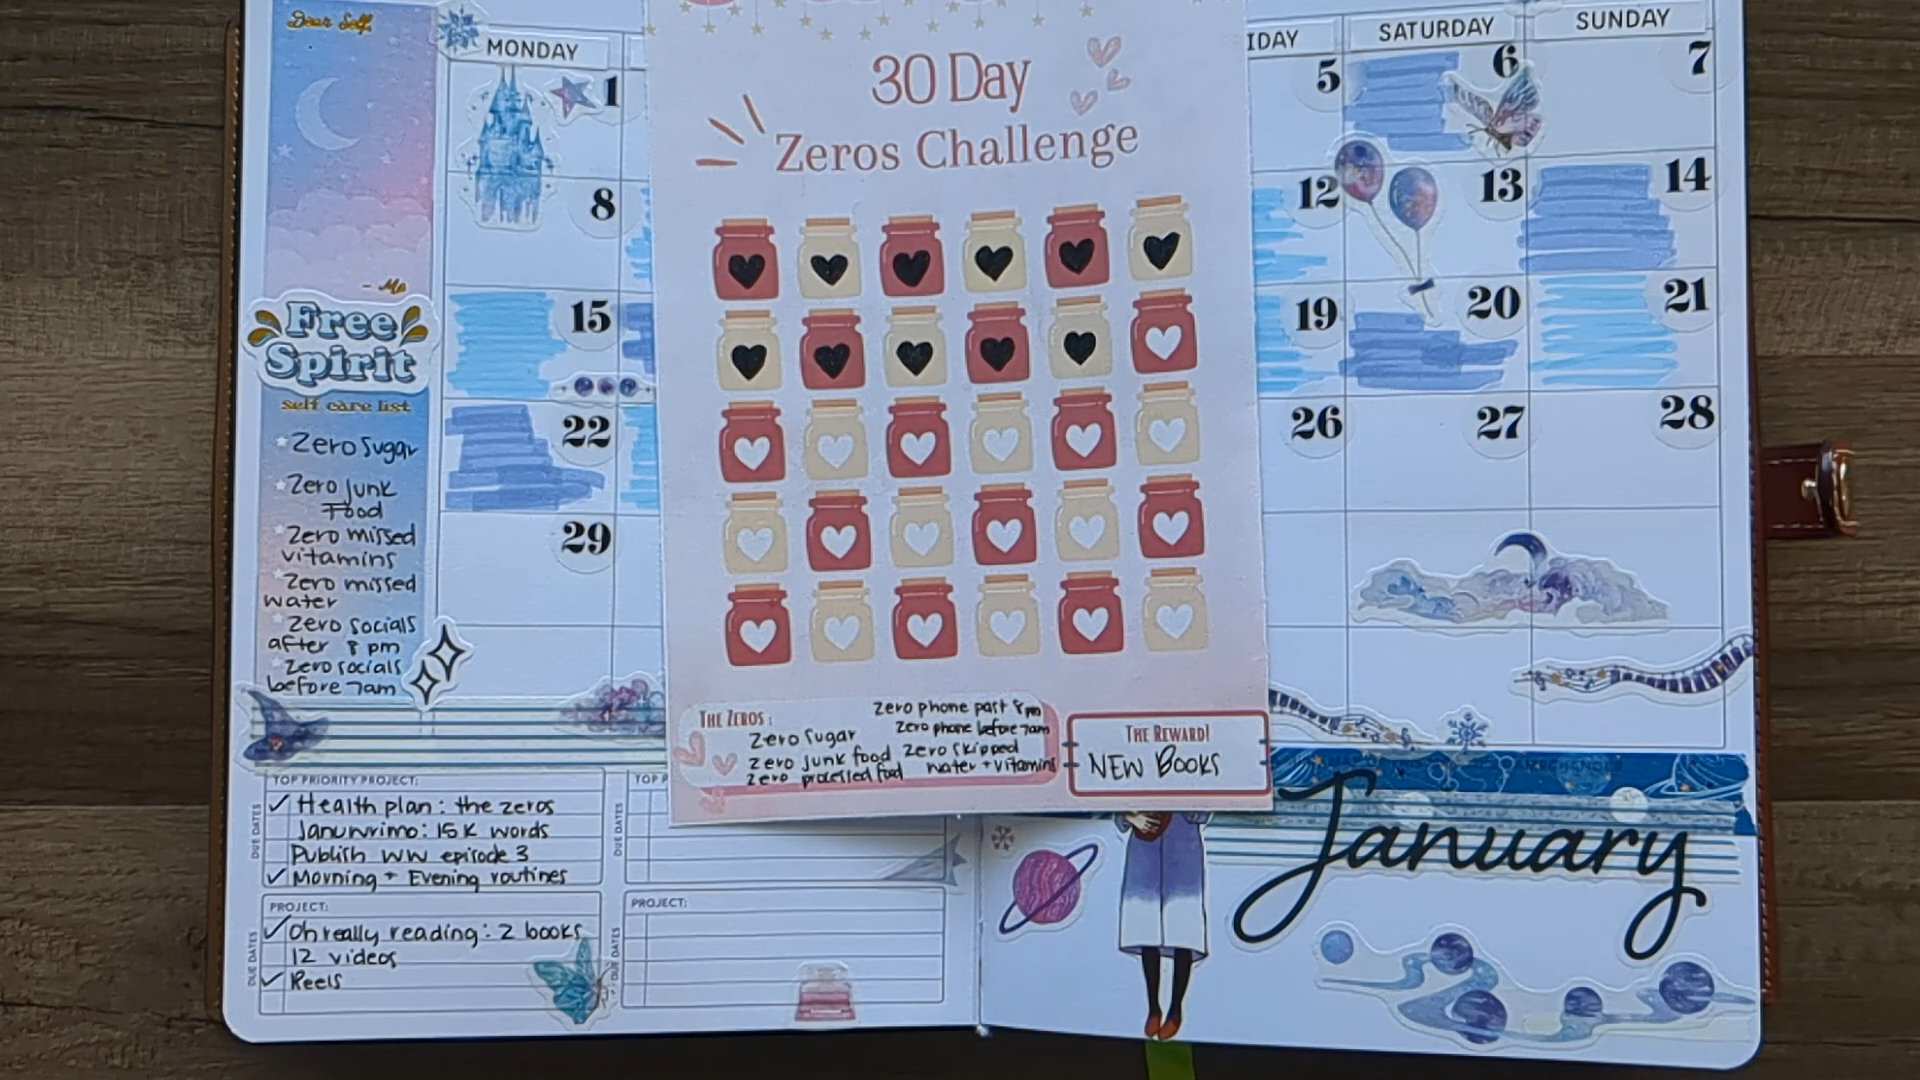 Dear Self,
- Me
Free
Spirit
self care list
Zero Sugar
Zero Junk
Food
Zero missed
vitamins
Zero missed
water
Zero socials
after 8 pm
Zero socials
before 7am
MONDAY
IDAY
SATURDAY
SUNDAY
1
5
6
7
8
12
13
14
15
19
20
21
22
26
27
28
29
30 Day
Zeros Challenge
THE ZEROS:
Zero Sugar
Zero Junk food
Zero processed food
Zero phone past 8pm
Zero phone before 7am
Zero skipped
water + vitamins
THE REWARD!
NEW BOOKS
TOP PRIORITY PROJECT:
DUE DATES
✓ Health plan: the zeros
Janunwrimo: 15K words
Publish WW episode 3
✓ Morning + Evening routines
TOP P
DUE DATES
PROJECT:
DUE DATES
✓ Oh really reading: 2 books
12 videos
✓ Reels
PROJECT:
DUE DATES
January